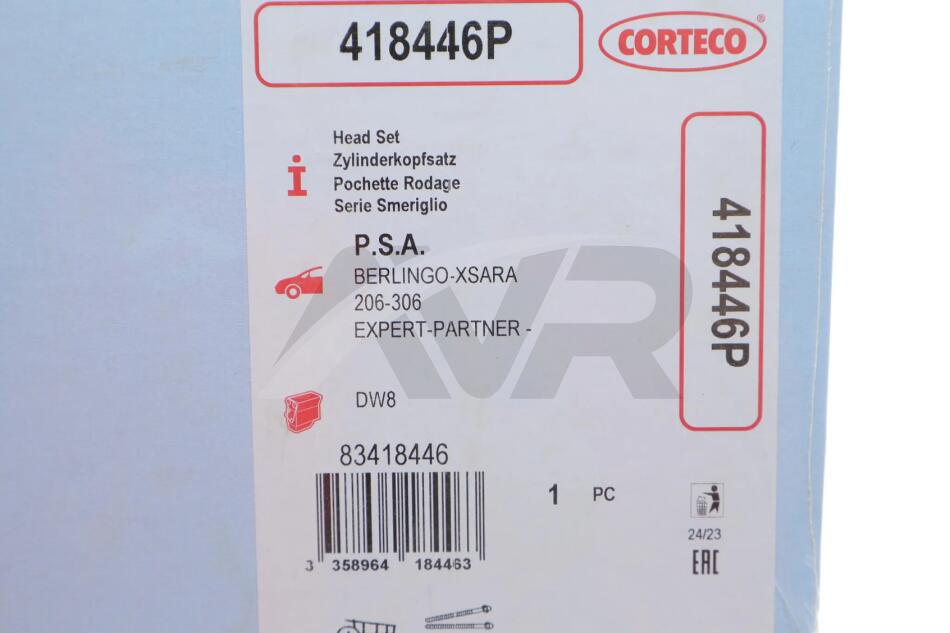 418446P
CORTECO®
Head Set
Zylinderkopfsatz
Pochette Rodage
Serie Smeriglio
i
P.S.A.
BERLINGO-XSARA
206-306
EXPERT-PARTNER -
DW8
418446P
AVR
83418446
3 358964 184463
1 PC
24/23
EAC